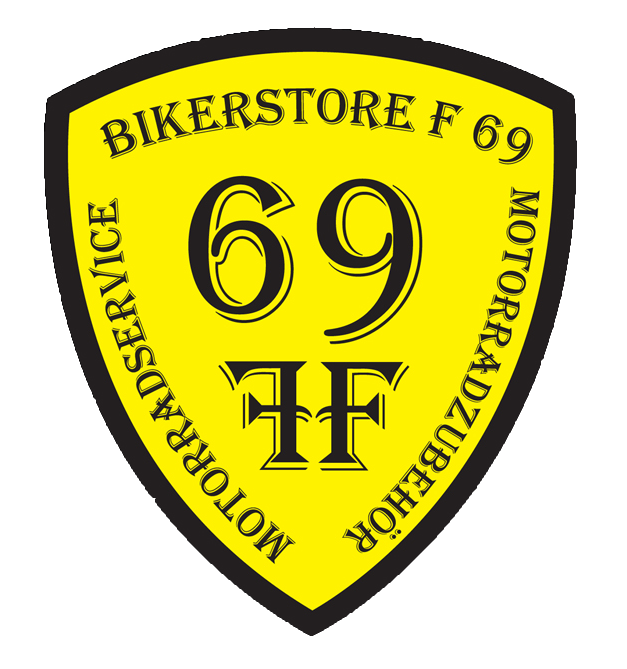 BIKERSTORE F 69
MOTORRADSERVICE
MOTORRADZUBEHÖR
69
FF